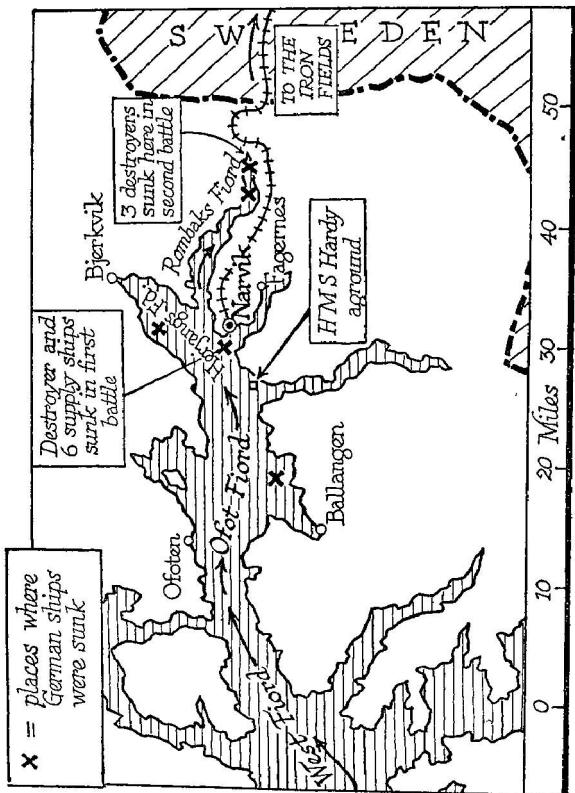 x = places where
German ships
were sunk
Destroyer and
6 supply ships
sunk in first
battle
3 destroyers
sunk here in
second battle
SWEDEN
TO THE
IRON
FIELDS
Bjerkvik
Rombaks Fiord
Herjangs Fd.
Narvik
Fagernes
HMS Hardy
aground
Ofoten
Ofot Fiord
Ballangen
West Fiord
0 10 20 Miles 30 40 50